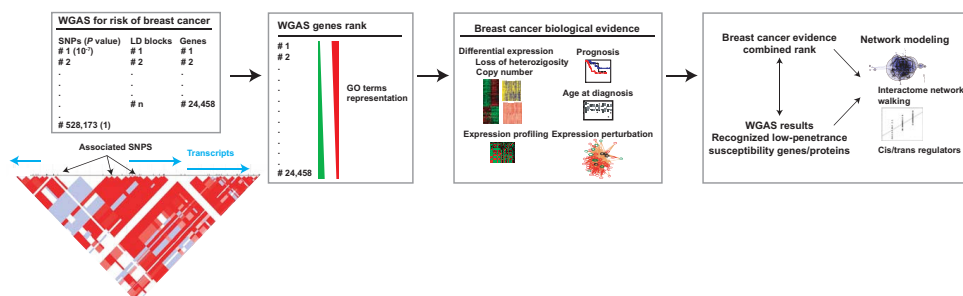 WGAS for risk of breast cancer
SNPs (P value) LD blocks Genes
# 1 (10⁻⁷) # 1 # 1
# 2 # 2 # 2
. . .
. . .
. . .
. # n # 24,458
.
# 528,173 (1)
Associated SNPS
Transcripts
WGAS genes rank
# 1
# 2
.
.
.
.
.
.
.
.
.
# 24,458
GO terms
representation
Breast cancer biological evidence
Differential expression
Loss of heterozigosity
Copy number
Prognosis
Age at diagnosis
Expression profiling
Expression perturbation
Breast cancer evidence
combined rank
WGAS results
Recognized low-penetrance
susceptibility genes/proteins
Network modeling
Interactome network
walking
Cis/trans regulators